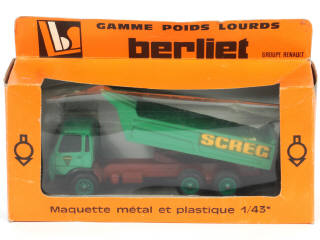 GAMME POIDS LOURDS
berliet
GROUPE RENAULT
SCREG
Maquette métal et plastique 1/43e